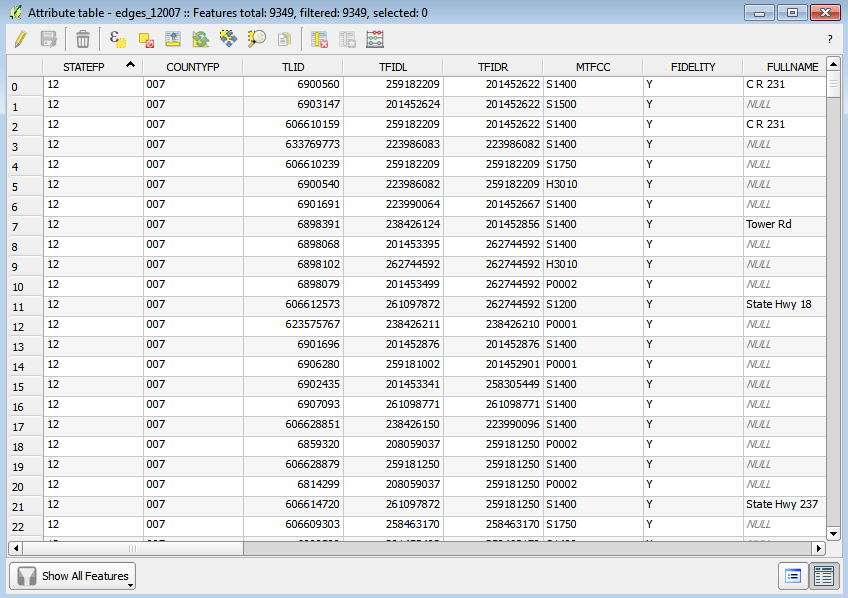 Attribute table - edges_12007 :: Features total: 9349, filtered: 9349, selected: 0
?
STATEFP COUNTYFP TLID TFIDL TFIDR MTFCC FIDELITY FULLNAME
0 12 007 6900560 259182209 201452622 S1400 Y C R 231
1 12 007 6903147 201452624 201452622 S1500 Y NULL
2 12 007 606610159 259182209 201452622 S1400 Y C R 231
3 12 007 633769773 223986083 223986082 S1400 Y NULL
4 12 007 606610239 259182209 259182209 S1750 Y NULL
5 12 007 6900540 223986082 259182209 H3010 Y NULL
6 12 007 6901691 223990064 201452667 S1400 Y NULL
7 12 007 6898391 238426124 201452856 S1400 Y Tower Rd
8 12 007 6898068 201453395 262744592 S1400 Y NULL
9 12 007 6898102 262744592 262744592 H3010 Y NULL
10 12 007 6898079 201453499 262744592 P0002 Y NULL
11 12 007 606612573 261097872 262744592 S1200 Y State Hwy 18
12 12 007 623575767 238426211 238426210 P0001 Y NULL
13 12 007 6901696 201452876 201452876 S1400 Y NULL
14 12 007 6906280 259181002 201452901 P0001 Y NULL
15 12 007 6902435 201453341 258305449 S1400 Y NULL
16 12 007 6907093 261098771 261098771 S1400 Y NULL
17 12 007 606628851 238426150 223990096 S1400 Y NULL
18 12 007 6859320 208059037 259181250 P0002 Y NULL
19 12 007 606628879 259181250 259181250 S1400 Y NULL
20 12 007 6814299 208059037 259181250 P0002 Y NULL
21 12 007 606614720 261097872 259181250 S1400 Y State Hwy 237
22 12 007 606609303 258463170 258463170 S1750 Y NULL
Show All Features